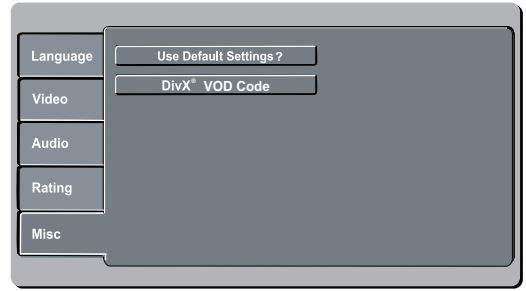 Language
Video
Audio
Rating
Misc
Use Default Settings ?
DivX® VOD Code